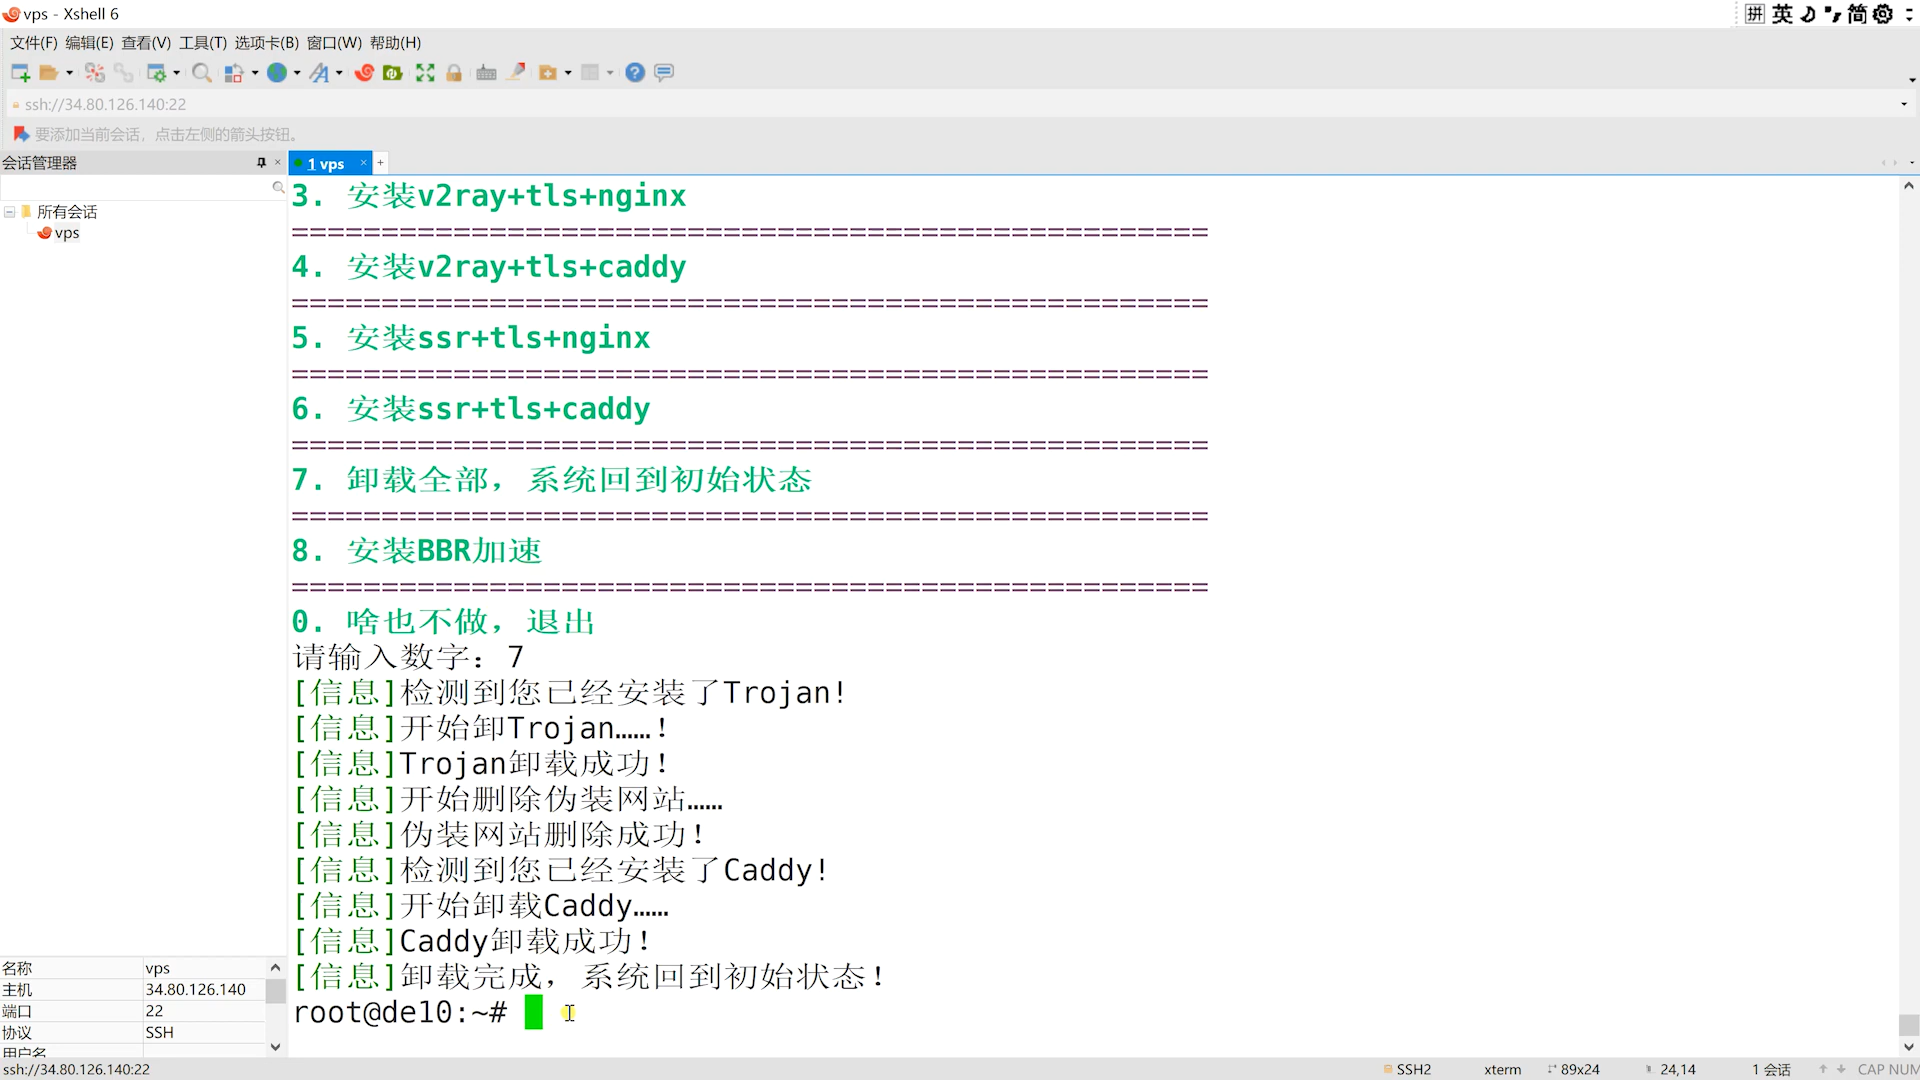 vps - Xshell 6
拼 英 简
文件(F) 编辑(E) 查看(V) 工具(T) 选项卡(B) 窗口(W) 帮助(H)
ssh://34.80.126.140:22
要添加当前会话，点击左侧的箭头按钮。
会话管理器
1 vps × +
所有会话
vps
3. 安装v2ray+tls+nginx
===================================================
4. 安装v2ray+tls+caddy
===================================================
5. 安装ssr+tls+nginx
===================================================
6. 安装ssr+tls+caddy
===================================================
7. 卸载全部，系统回到初始状态
===================================================
8. 安装BBR加速
===================================================
0. 啥也不做，退出
请输入数字：7
[信息]检测到您已经安装了Trojan!
[信息]开始卸Trojan……!
[信息]Trojan卸载成功!
[信息]开始删除伪装网站……
[信息]伪装网站删除成功!
[信息]检测到您已经安装了Caddy!
[信息]开始卸载Caddy……
[信息]Caddy卸载成功!
[信息]卸载完成，系统回到初始状态!
root@de10:~#
名称 vps
主机 34.80.126.140
端口 22
协议 SSH
用户名
ssh://34.80.126.140:22
SSH2 xterm 89x24 24,14 1 会话 CAP NUM